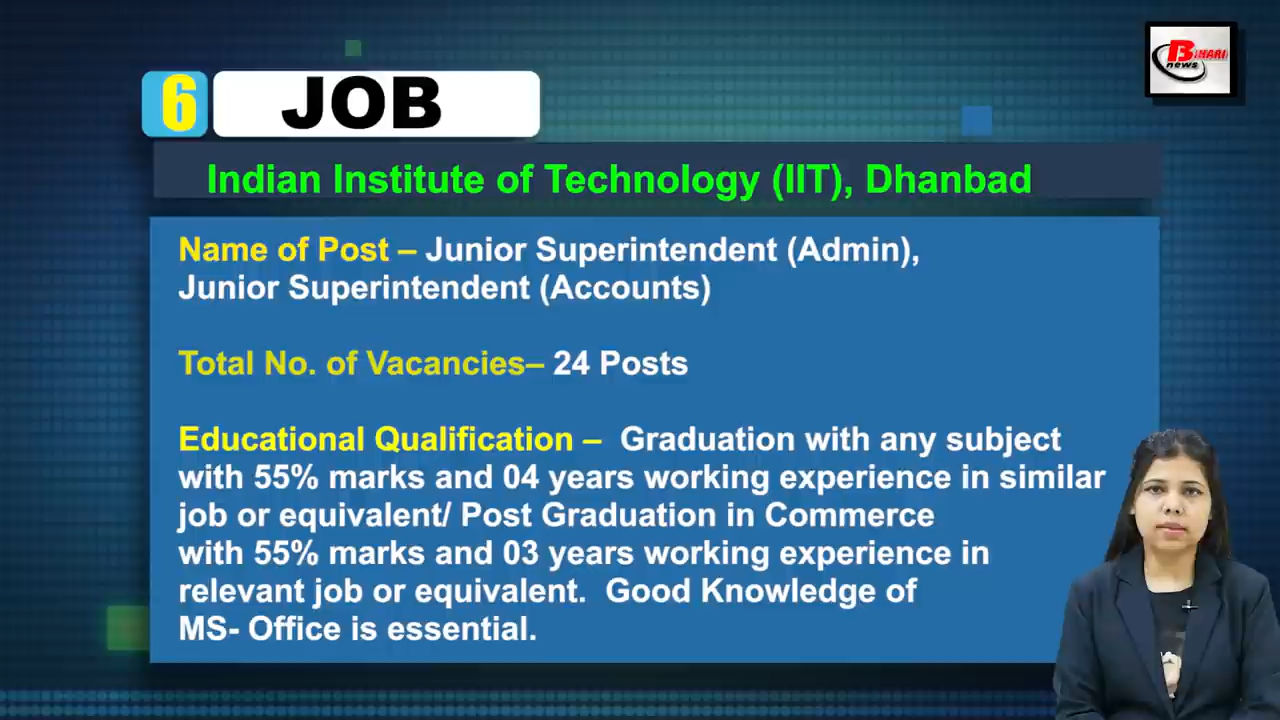 BIHARI
news
6 JOB
Indian Institute of Technology (IIT), Dhanbad
Name of Post – Junior Superintendent (Admin),
Junior Superintendent (Accounts)
Total No. of Vacancies– 24 Posts
Educational Qualification – Graduation with any subject
with 55% marks and 04 years working experience in similar
job or equivalent/ Post Graduation in Commerce
with 55% marks and 03 years working experience in
relevant job or equivalent. Good Knowledge of
MS- Office is essential.